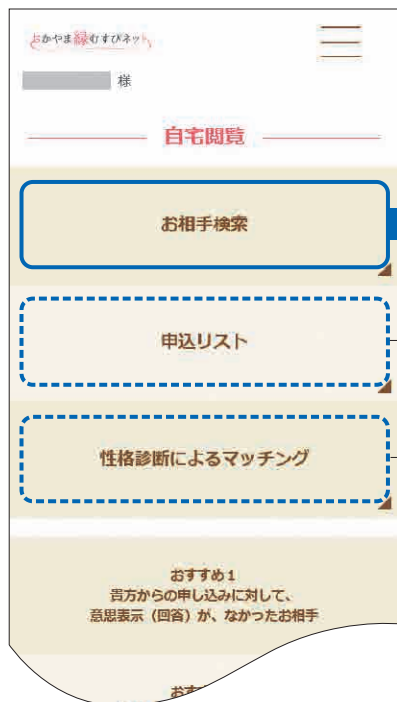 おかやま縁むすびネット
様
自宅閲覧
お相手検索
申込リスト
性格診断によるマッチング
おすすめ１
貴方からの申し込みに対して、
意思表示（回答）が、なかったお相手